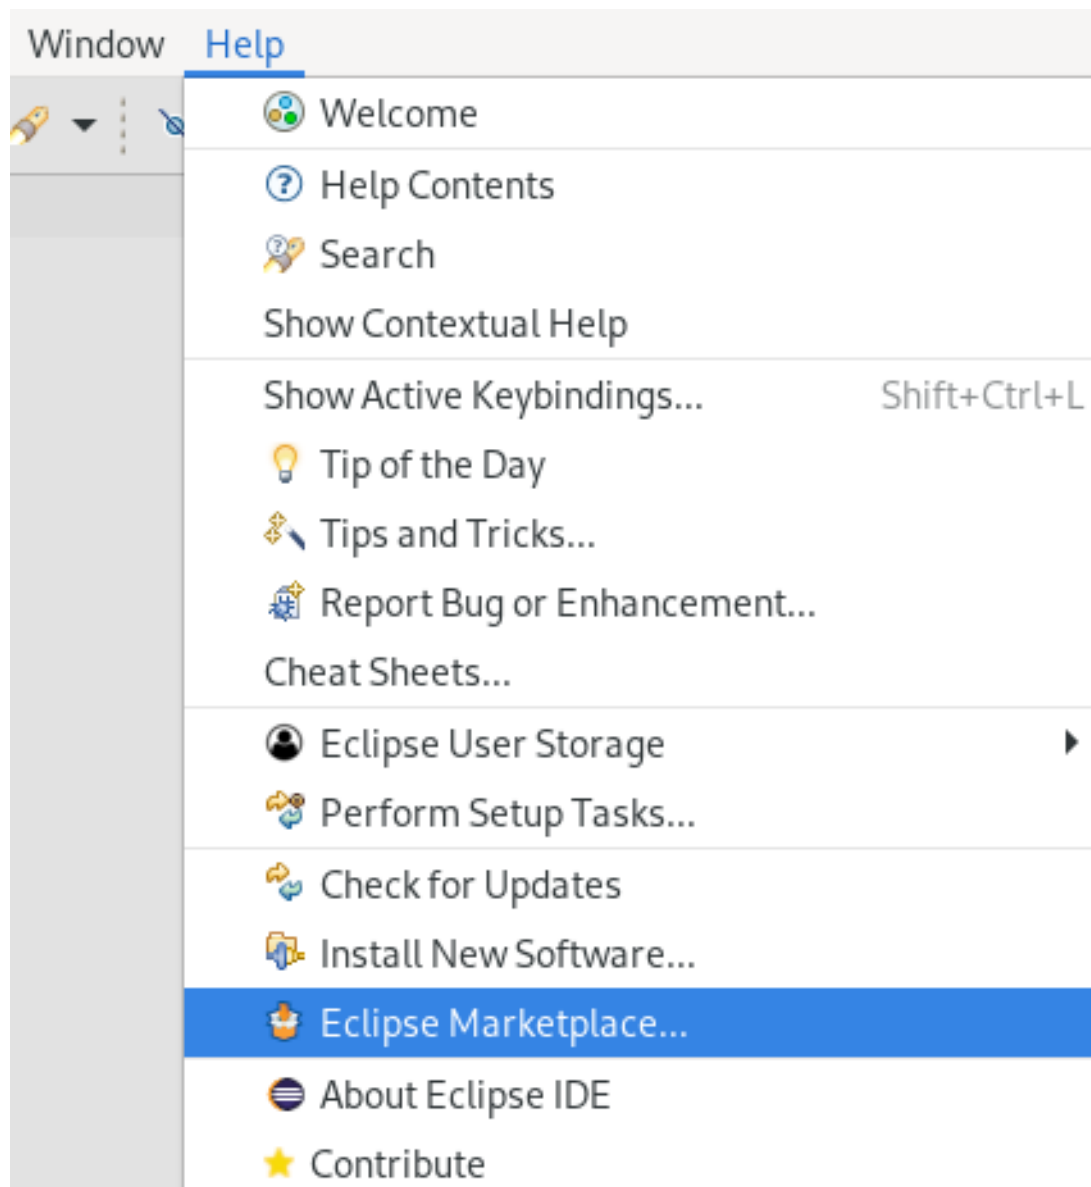 Window Help
Welcome
Help Contents
Search
Show Contextual Help
Show Active Keybindings... Shift+Ctrl+L
Tip of the Day
Tips and Tricks...
Report Bug or Enhancement...
Cheat Sheets...
Eclipse User Storage
Perform Setup Tasks...
Check for Updates
Install New Software...
Eclipse Marketplace...
About Eclipse IDE
Contribute